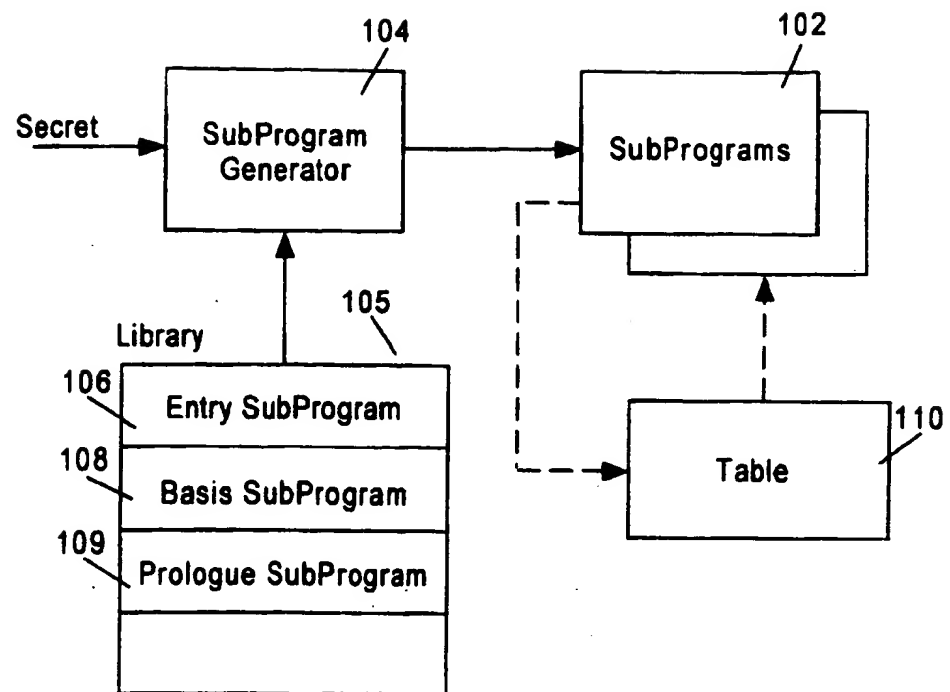 104
102
Secret
SubProgram
Generator
SubPrograms
105
Library
106
Entry SubProgram
110
108
Basis SubProgram
Table
109
Prologue SubProgram